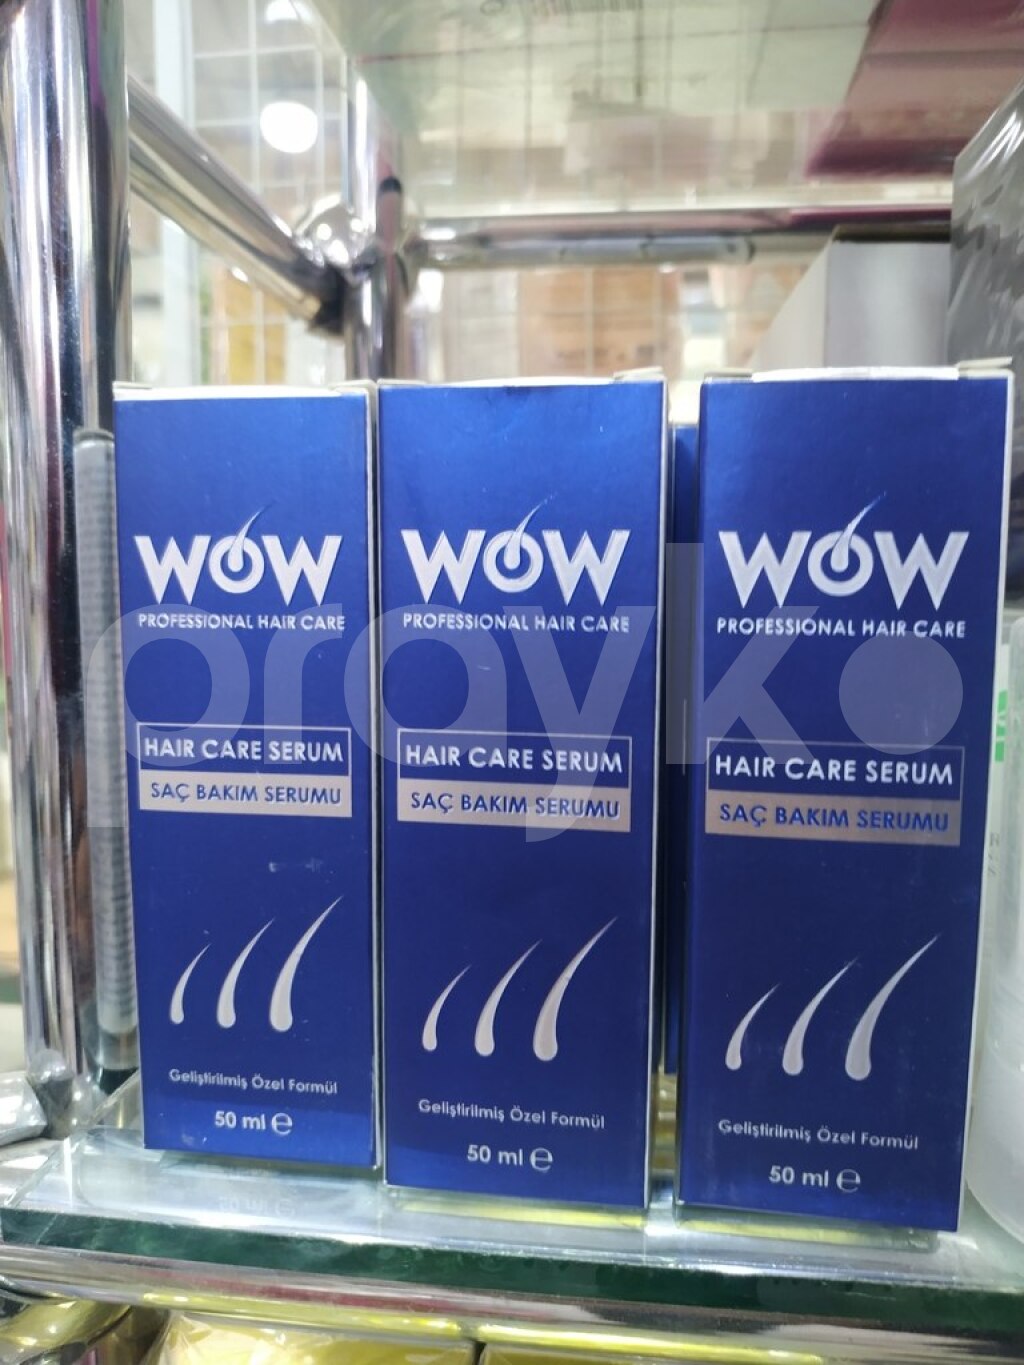 WOW
PROFESSIONAL HAIR CARE
HAIR CARE SERUM
SAÇ BAKIM SERUMU
Geliştirilmiş Özel Formül
50 ml ℮
WOW
PROFESSIONAL HAIR CARE
HAIR CARE SERUM
SAÇ BAKIM SERUMU
Geliştirilmiş Özel Formül
50 ml ℮
WOW
PROFESSIONAL HAIR CARE
HAIR CARE SERUM
SAÇ BAKIM SERUMU
Geliştirilmiş Özel Formül
50 ml ℮
prayk